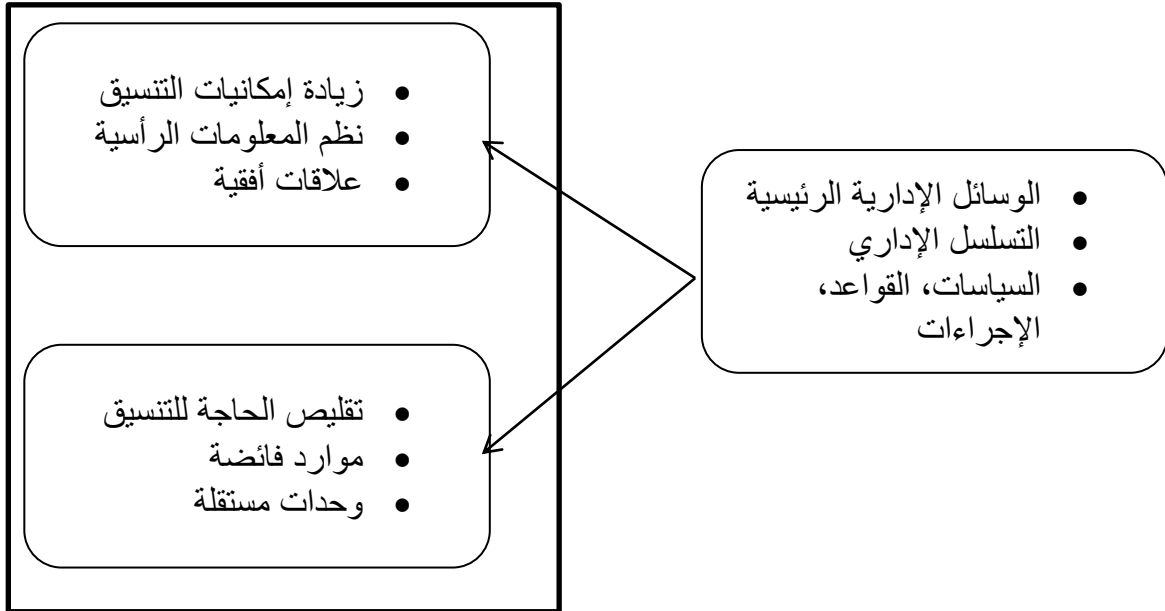 الوسائل الإدارية الرئيسية
التسلسل الإداري
السياسات، القواعد،
الإجراءات
زيادة إمكانيات التنسيق
نظم المعلومات الرأسية
علاقات أفقية
تقليص الحاجة للتنسيق
موارد فائضة
وحدات مستقلة